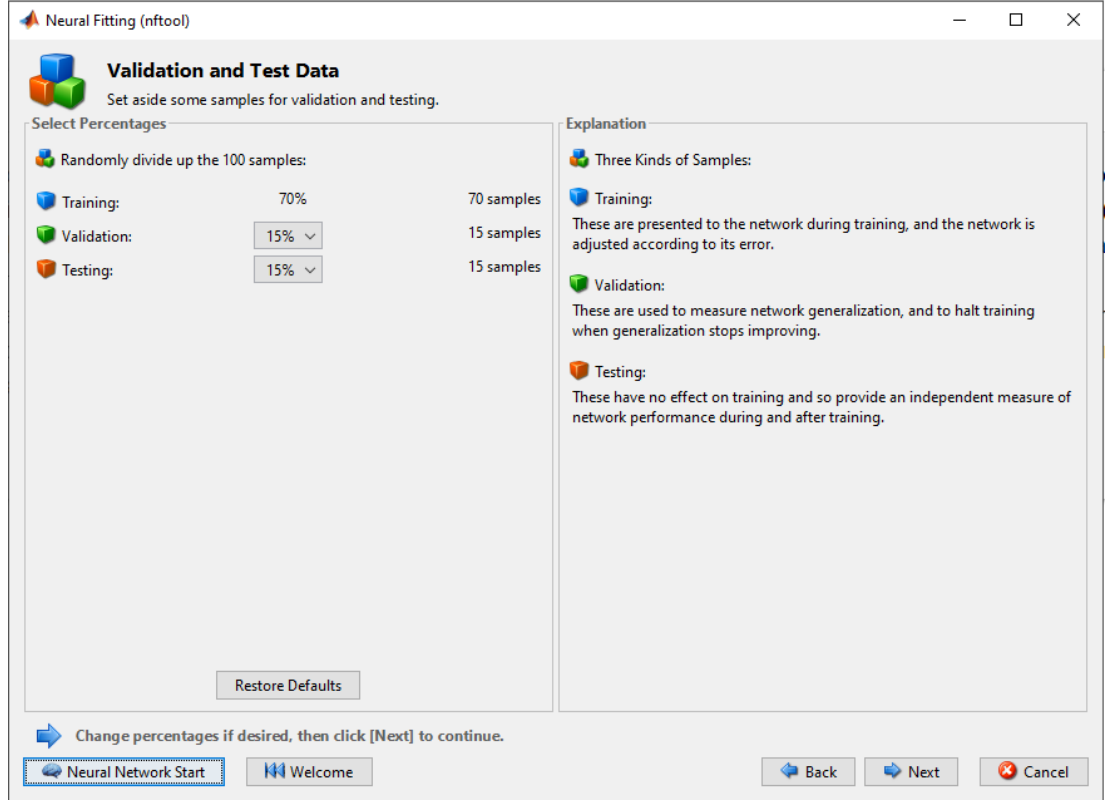 Neural Fitting (nftool)
Validation and Test Data
Set aside some samples for validation and testing.
Select Percentages
Randomly divide up the 100 samples:
Training: 70% 70 samples
Validation: 15% 15 samples
Testing: 15% 15 samples
Restore Defaults
Explanation
Three Kinds of Samples:
Training:
These are presented to the network during training, and the network is
adjusted according to its error.
Validation:
These are used to measure network generalization, and to halt training
when generalization stops improving.
Testing:
These have no effect on training and so provide an independent measure of
network performance during and after training.
Change percentages if desired, then click [Next] to continue.
Neural Network Start Welcome Back Next Cancel